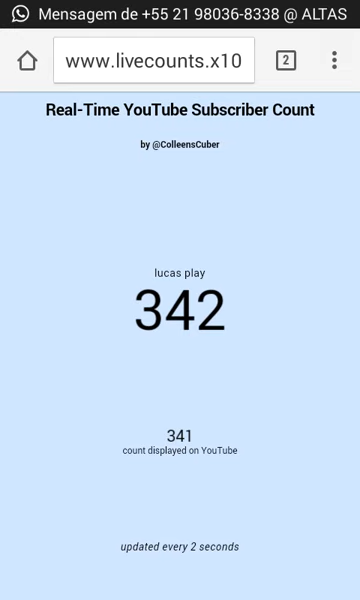 Mensagem de +55 21 98036-8338 @ ALTAS
www.livecounts.x10
2
Real-Time YouTube Subscriber Count
by @ColleensCuber
lucas play
342
341
count displayed on YouTube
updated every 2 seconds